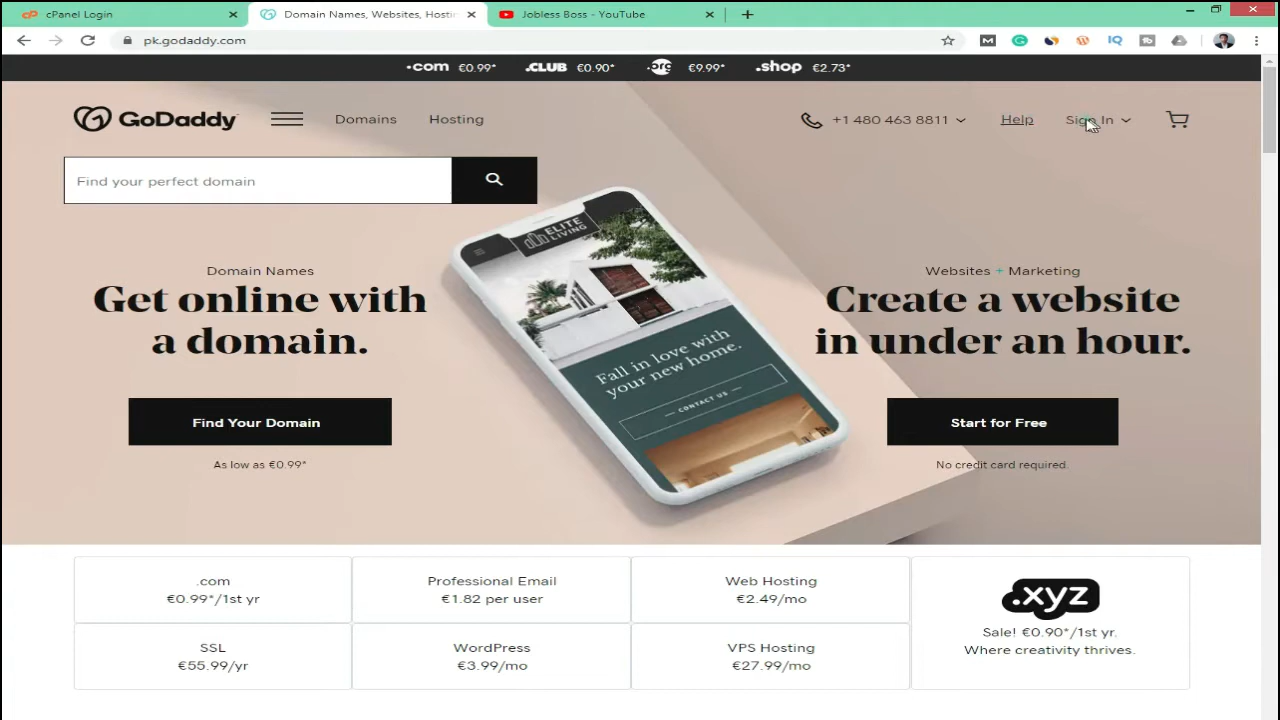 cPanel Login
Domain Names, Websites, Hosti
Jobless Boss - YouTube
pk.godaddy.com
.com €0.99* .CLUB €0.90* .org €9.99* .shop €2.73*
GoDaddy Domains Hosting +1 480 463 8811 Help Sign In
Find your perfect domain
ELITE LIVING
Fall in love with
your new home.
CONTACT US
Domain Names
Get online with
a domain.
Find Your Domain
As low as €0.99*
Websites + Marketing
Create a website
in under an hour.
Start for Free
No credit card required.
.com
€0.99*/1st yr
Professional Email
€1.82 per user
Web Hosting
€2.49/mo
SSL
€55.99/yr
WordPress
€3.99/mo
VPS Hosting
€27.99/mo
.xyz
Sale! €0.90*/1st yr.
Where creativity thrives.